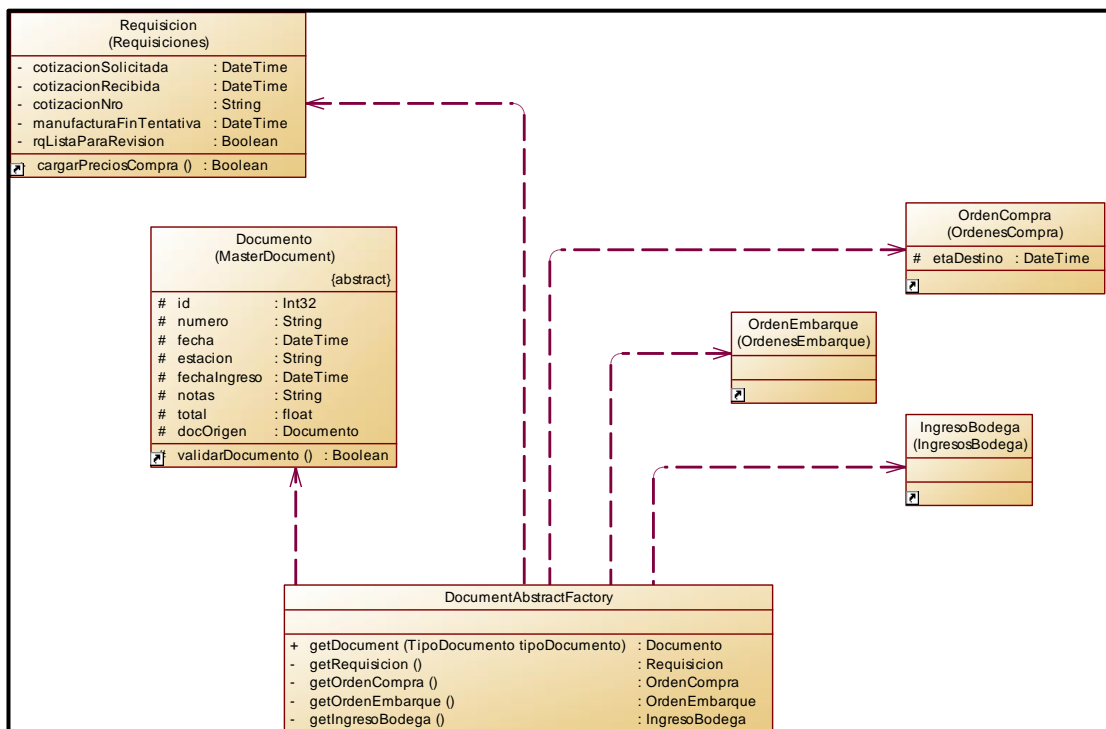 Requisicion
(Requisiciones)
- cotizacionSolicitada : DateTime
- cotizacionRecibida : DateTime
- cotizacionNro : String
- manufacturaFinTentativa : DateTime
- rqListaParaRevision : Boolean
cargarPreciosCompra () : Boolean
Documento
(MasterDocument)
{abstract}
# id : Int32
# numero : String
# fecha : DateTime
# estacion : String
# fechaIngreso : DateTime
# notas : String
# total : float
# docOrigen : Documento
validarDocumento () : Boolean
OrdenCompra
(OrdenesCompra)
# etaDestino : DateTime
OrdenEmbarque
(OrdenesEmbarque)
IngresoBodega
(IngresosBodega)
DocumentAbstractFactory
+ getDocument (TipoDocumento tipoDocumento) : Documento
- getRequisicion () : Requisicion
- getOrdenCompra () : OrdenCompra
- getOrdenEmbarque () : OrdenEmbarque
- getIngresoBodega () : IngresoBodega